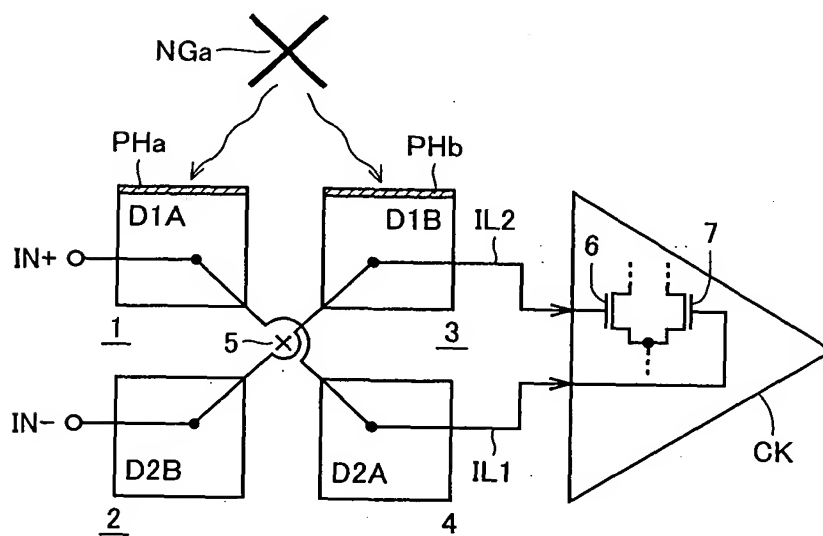 NGa
PHa
PHb
D1A
D1B
IL2
7
6
IN+
1
5
3
IN-
D2B
D2A
IL1
CK
2
4